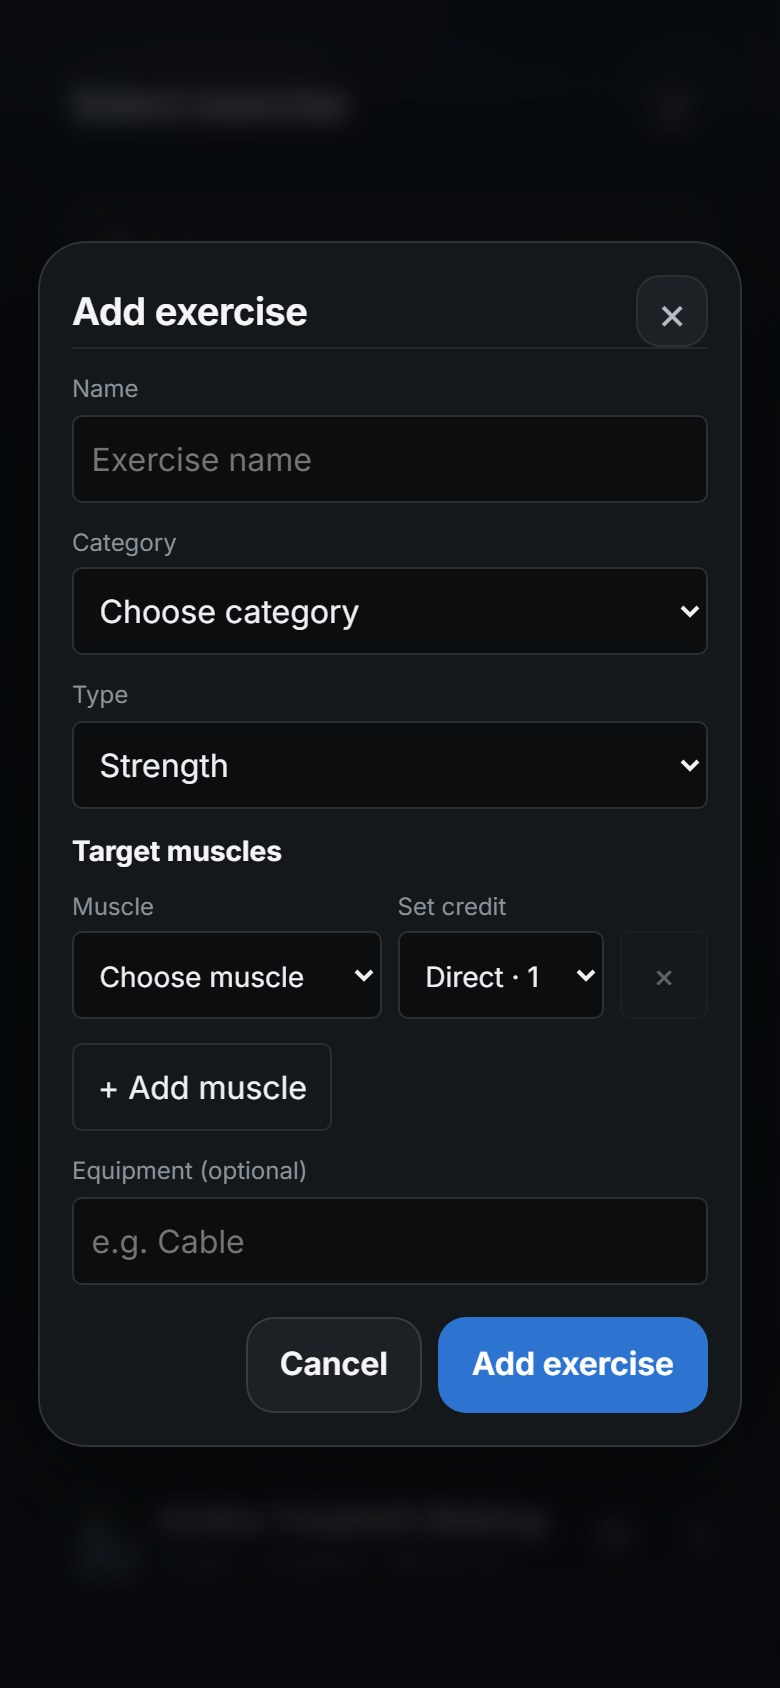 Add exercise
×
Name
Exercise name
Category
Choose category
Type
Strength
Target muscles
Muscle Set credit
Choose muscle Direct · 1 ×
+ Add muscle
Equipment (optional)
e.g. Cable
Cancel Add exercise